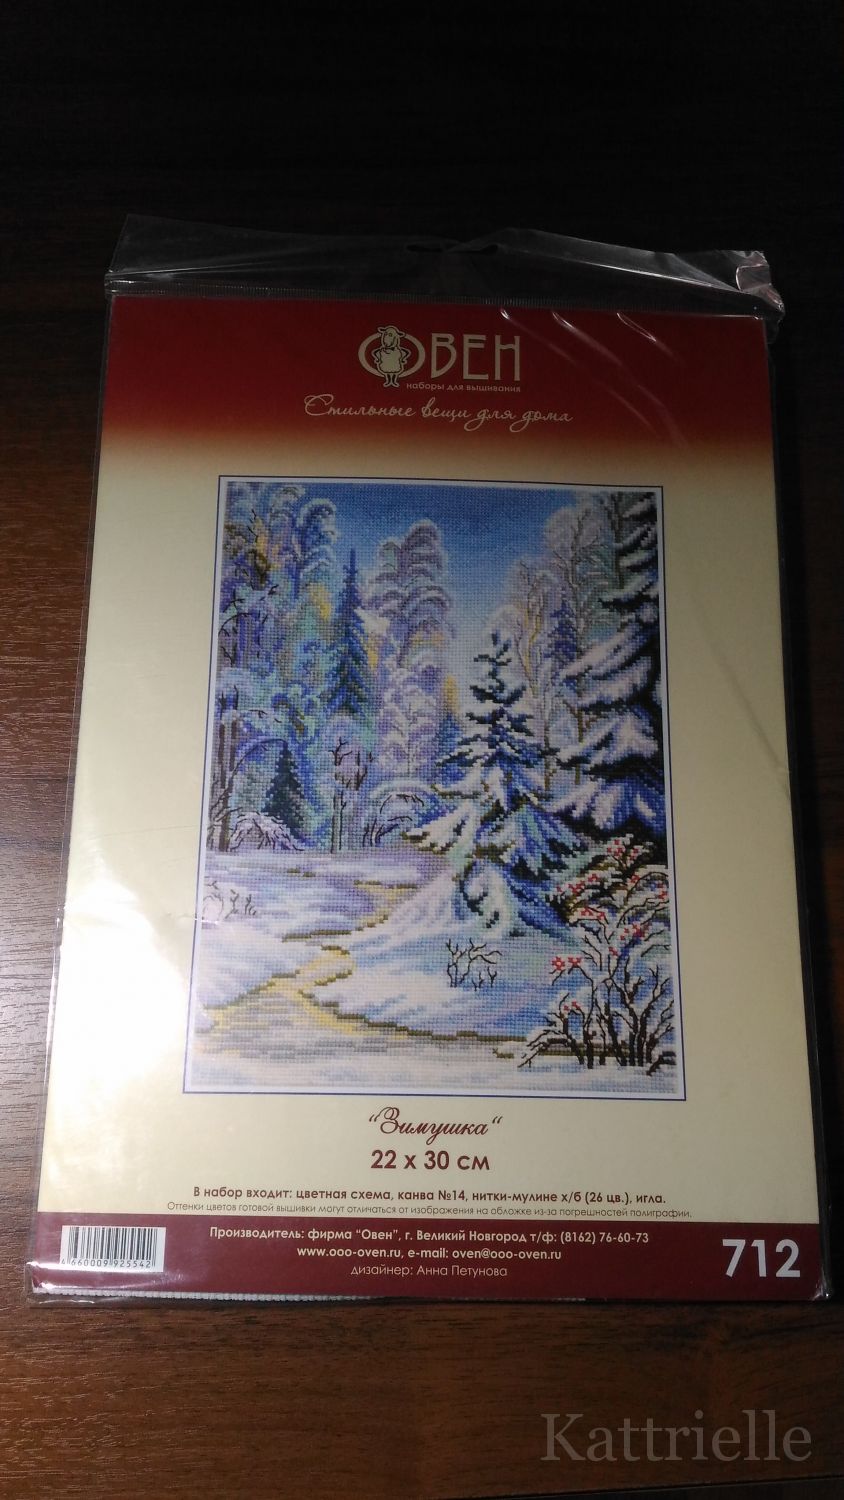 ОВЕН
наборы для вышивания
Стильные вещи для дома
"Зимушка"
22 х 30 см
В набор входит: цветная схема, канва №14, нитки-мулине х/б (26 цв.), игла.
Оттенки цветов готовой вышивки могут отличаться от изображения на обложке из-за погрешностей полиграфии.
Производитель: фирма "Овен", г. Великий Новгород т/ф: (8162) 76-60-73
www.ooo-oven.ru, e-mail: oven@ooo-oven.ru
дизайнер: Анна Петунова
4 660009 925542
712
Kattrielle